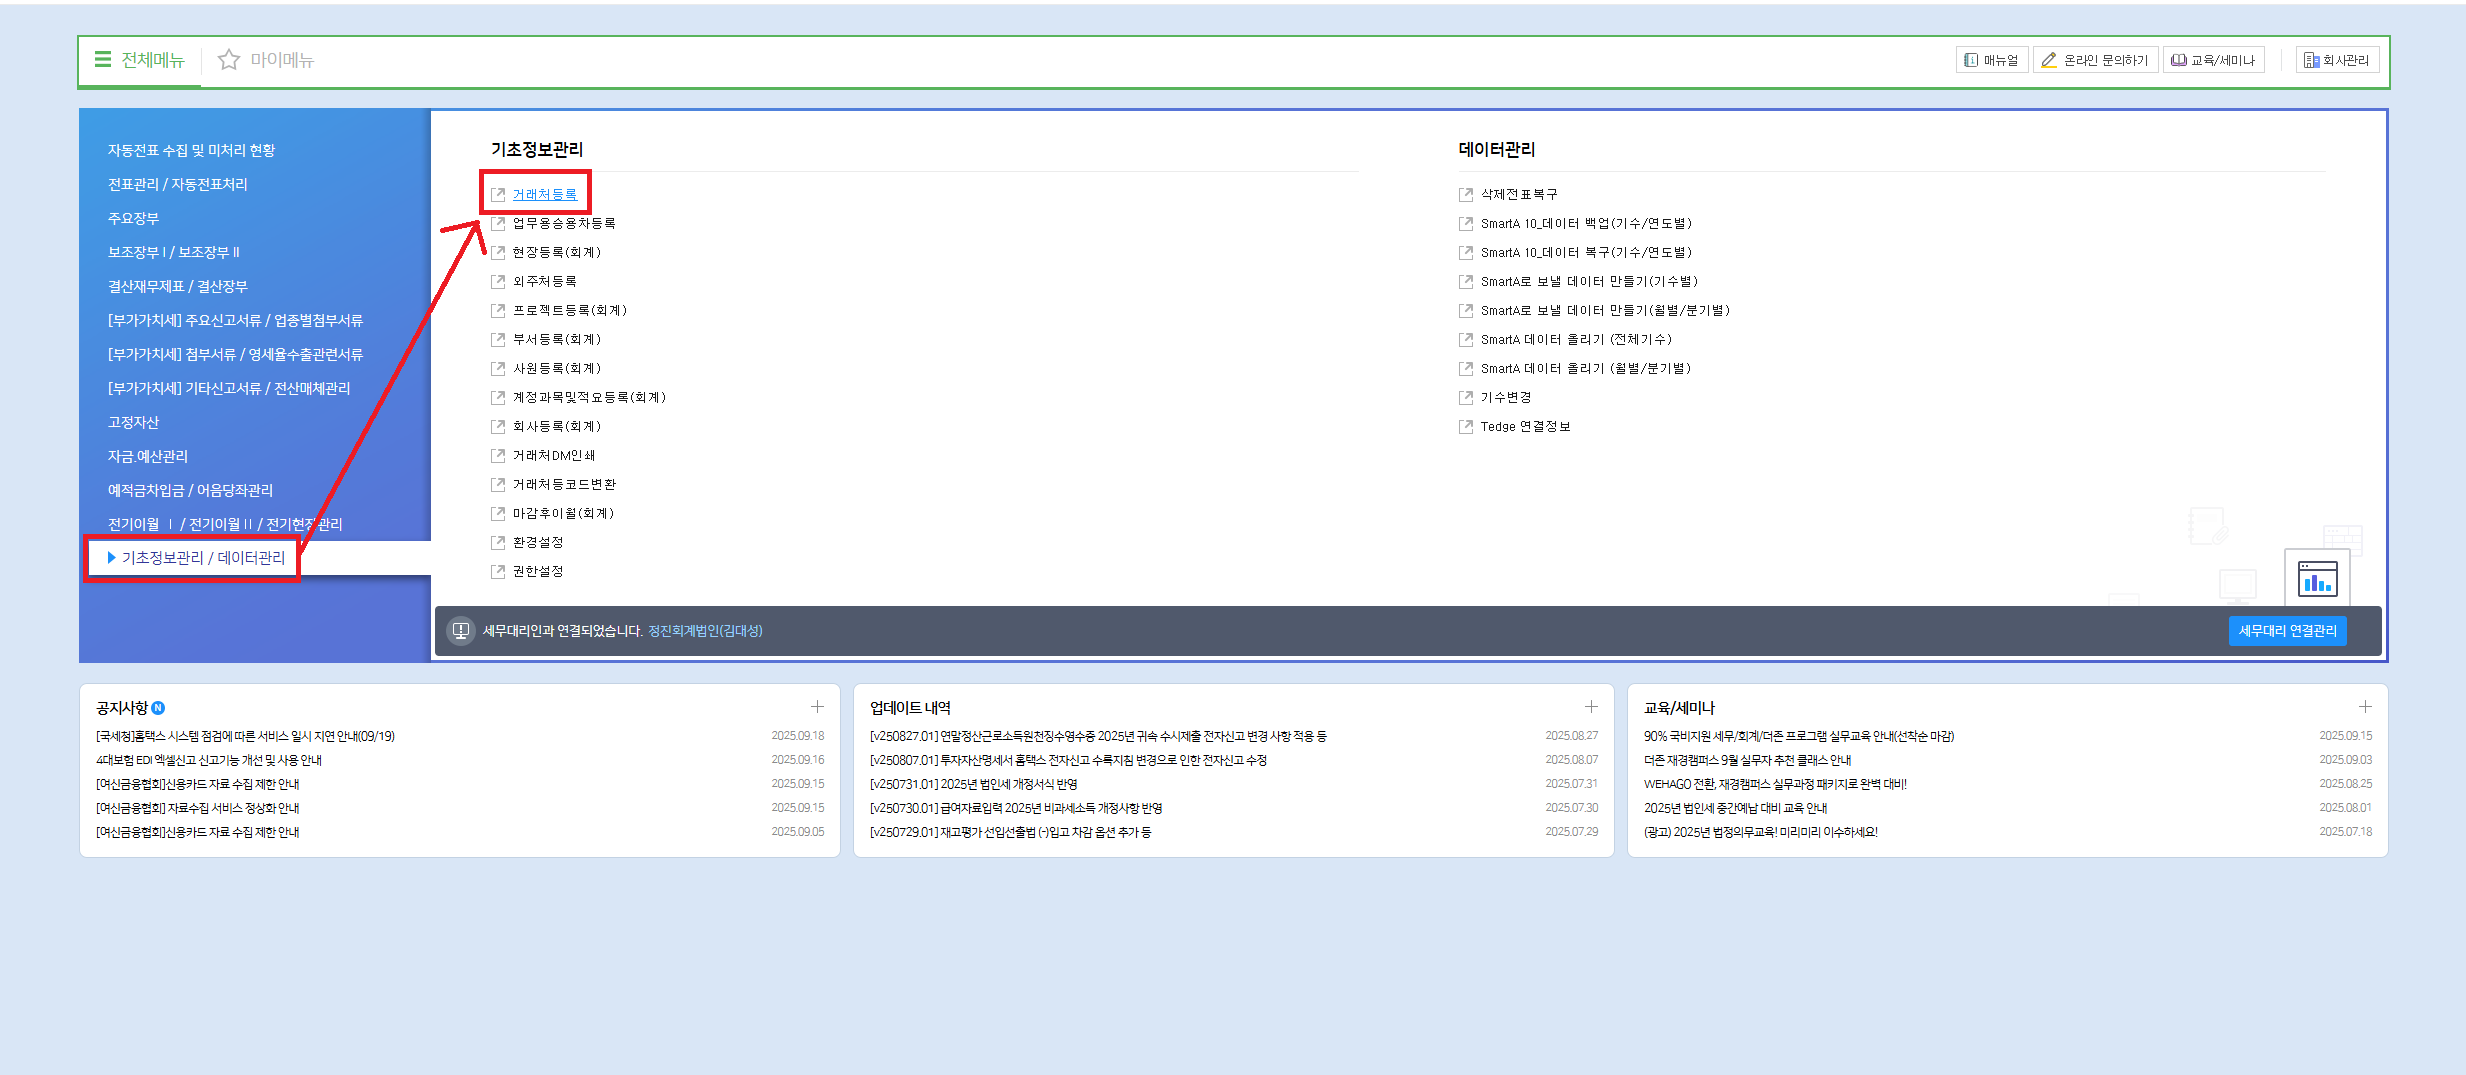 전체메뉴
마이메뉴
매뉴얼
온라인 문의하기
교육/세미나
회사관리
자동전표 수집 및 미처리 현황
전표관리 / 자동전표처리
주요장부
보조장부 I / 보조장부 II
결산재무제표 / 결산장부
[부가가치세] 주요신고서류 / 업종별첨부서류
[부가가치세] 첨부서류 / 영세율수출관련서류
[부가가치세] 기타신고서류 / 전산매체관리
고정자산
자금.예산관리
예적금차입금 / 어음당좌관리
전기이월 I / 전기이월 II / 전기현장관리
기초정보관리 / 데이터관리
기초정보관리
거래처등록
업무용승용차등록
현장등록(회계)
외주처등록
프로젝트등록(회계)
부서등록(회계)
사원등록(회계)
계정과목및적요등록(회계)
회사등록(회계)
거래처DM인쇄
거래처등코드변환
마감후이월(회계)
환경설정
권한설정
데이터관리
삭제전표복구
SmartA 10_데이터 백업(기수/연도별)
SmartA 10_데이터 복구(기수/연도별)
SmartA로 보낼 데이터 만들기(기수별)
SmartA로 보낼 데이터 만들기(월별/분기별)
SmartA 데이터 올리기 (전체기수)
SmartA 데이터 올리기 (월별/분기별)
기수변경
Tedge 연결정보
세무대리인과 연결되었습니다. 정진회계법인(김대성)
세무대리 연결관리
공지사항 N
[국세청]홈택스 시스템 점검에 따른 서비스 일시 지연 안내(09/19) 2025.09.18
4대보험 EDI 엑셀신고 신고기능 개선 및 사용 안내 2025.09.16
[여신금융협회]신용카드 자료 수집 제한 안내 2025.09.15
[여신금융협회] 자료수집 서비스 정상화 안내 2025.09.15
[여신금융협회]신용카드 자료 수집 제한 안내 2025.09.05
업데이트 내역
[v250827.01] 연말정산근로소득원천징수영수증 2025년 귀속 수시제출 전자신고 변경 사항 적용 등 2025.08.27
[v250807.01] 투자자산명세서 홈택스 전자신고 수록지침 변경으로 인한 전자신고 수정 2025.08.07
[v250731.01] 2025년 법인세 개정서식 반영 2025.07.31
[v250730.01] 급여자료입력 2025년 비과세소득 개정사항 반영 2025.07.30
[v250729.01] 재고평가 선입선출법 (-)입고 차감 옵션 추가 등 2025.07.29
교육/세미나
90% 국비지원 세무/회계/더존 프로그램 실무교육 안내(선착순 마감) 2025.09.15
더존 재경캠퍼스 9월 실무자 추천 클래스 안내 2025.09.03
WEHAGO 전환, 재경캠퍼스 실무과정 패키지로 완벽 대비! 2025.08.25
2025년 법인세 중간예납 대비 교육 안내 2025.08.01
(광고) 2025년 법정의무교육! 미리미리 이수하세요! 2025.07.18